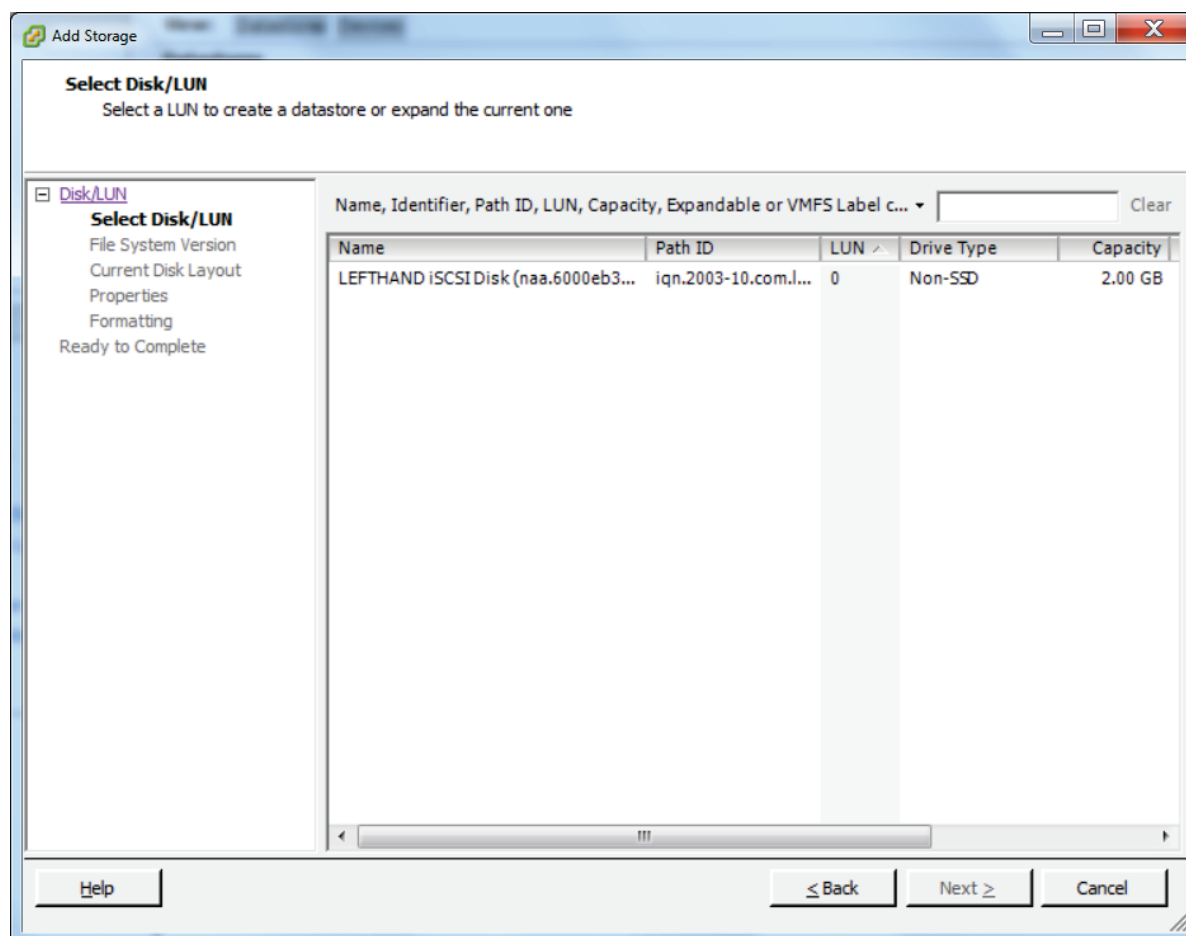 Add Storage
Select Disk/LUN
Select a LUN to create a datastore or expand the current one
Disk/LUN
Select Disk/LUN
File System Version
Current Disk Layout
Properties
Formatting
Ready to Complete
Name, Identifier, Path ID, LUN, Capacity, Expandable or VMFS Label c... Clear
Name Path ID LUN Drive Type Capacity
LEFTHAND iSCSI Disk (naa.6000eb3... iqn.2003-10.com.l... 0 Non-SSD 2.00 GB
Help < Back Next > Cancel